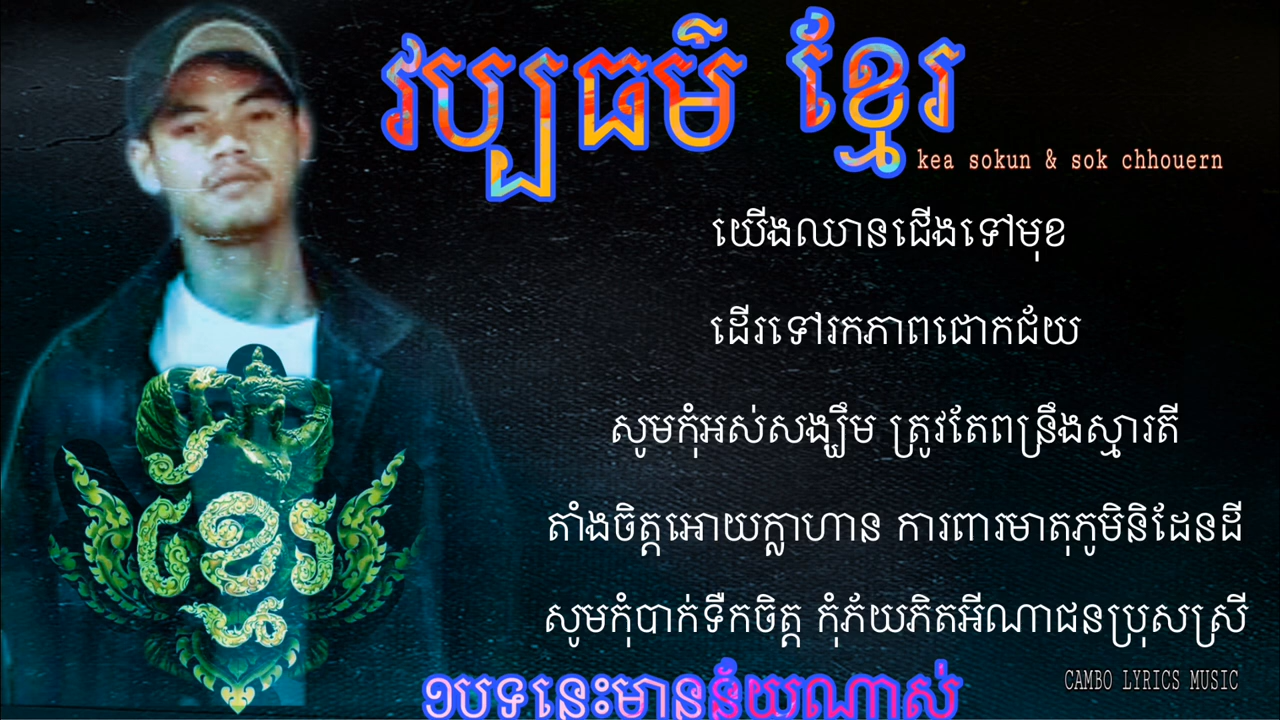 វប្បធម៌ ខ្មែរ
kea sokun & sok chhouern
យើងឈានជើងទៅមុខ
ដើរទៅរកភាពជោកជ័យ
សូមកុំអស់សង្ឃឹម ត្រូវតែពន្រឹងស្មារតី
តាំងចិត្តអោយក្លាហាន ការពារមាតុភូមិនិដែនដី
សូមកុំបាក់ទឹកចិត្ត កុំភ័យភិតអីណាជនប្រុសស្រី
ខ្មែរ
១បទនេះមានន័យណាស់
CAMBO LYRICS MUSIC